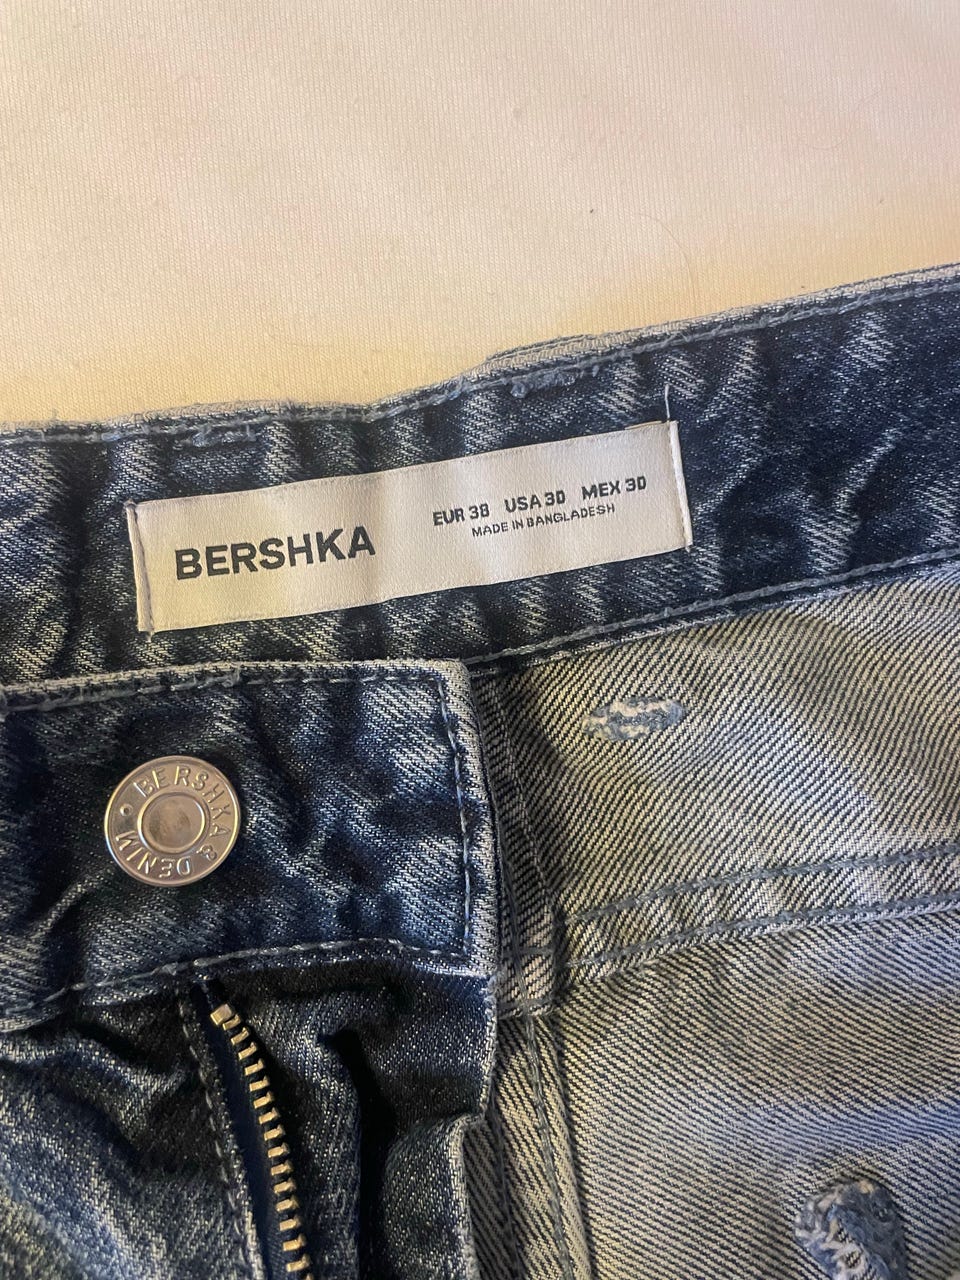 BERSHKA
EUR 38 USA 30 MEX 30
MADE IN BANGLADESH
BERSHKA & DENIM